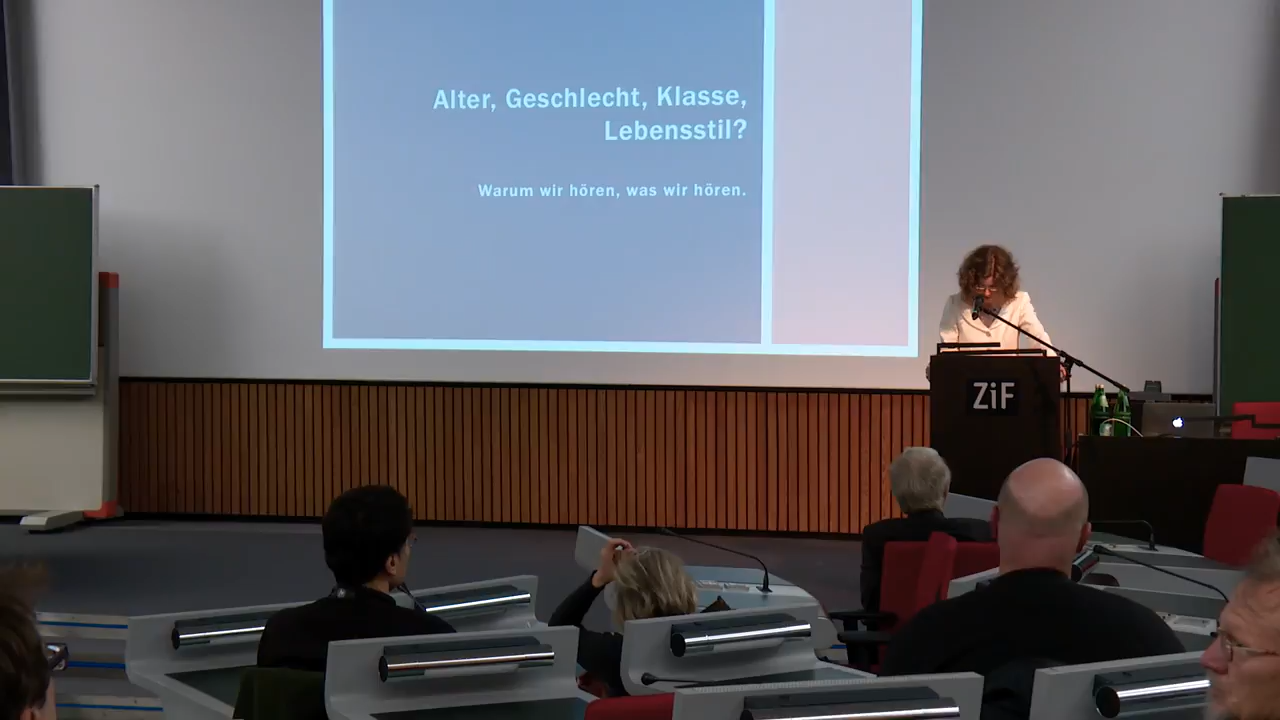 Alter, Geschlecht, Klasse,
Lebensstil?
Warum wir hören, was wir hören.
ZiF